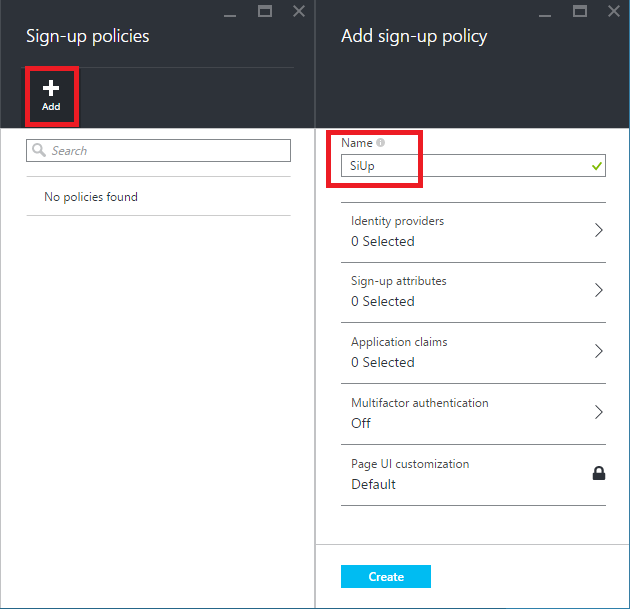 Sign-up policies
Add
Search
No policies found
Add sign-up policy
Name
SiUp
Identity providers
0 Selected
Sign-up attributes
0 Selected
Application claims
0 Selected
Multifactor authentication
Off
Page UI customization
Default
Create